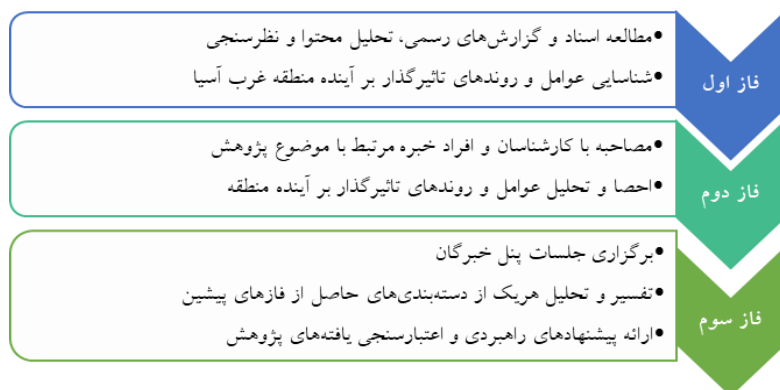 فاز اول
•مطالعه اسناد و گزارش‌های رسمی، تحلیل محتوا و نظرسنجی
•شناسایی عوامل و روندهای تاثیرگذار بر آینده منطقه غرب آسیا
فاز دوم
•مصاحبه با کارشناسان و افراد خبره مرتبط با موضوع پژوهش
•احصا و تحلیل عوامل و روندهای تاثیرگذار بر آینده منطقه
فاز سوم
•برگزاری جلسات پنل خبرگان
•تفسیر و تحلیل هریک از دسته‌بندی‌های حاصل از فازهای پیشین
•ارائه پیشنهادهای راهبردی و اعتبارسنجی یافته‌های پژوهش